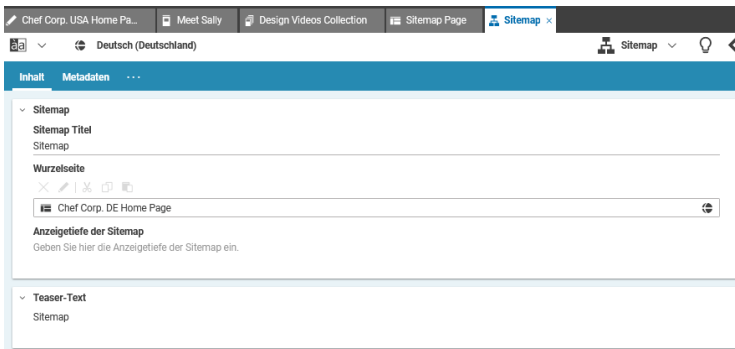 Chef Corp. USA Home Pa...
Meet Sally
Design Videos Collection
Sitemap Page
Sitemap ×
àa
Deutsch (Deutschland)
Sitemap
Inhalt Metadaten ···
Sitemap
Sitemap Titel
Sitemap
Wurzelseite
Chef Corp. DE Home Page
Anzeigetiefe der Sitemap
Geben Sie hier die Anzeigetiefe der Sitemap ein.
Teaser-Text
Sitemap